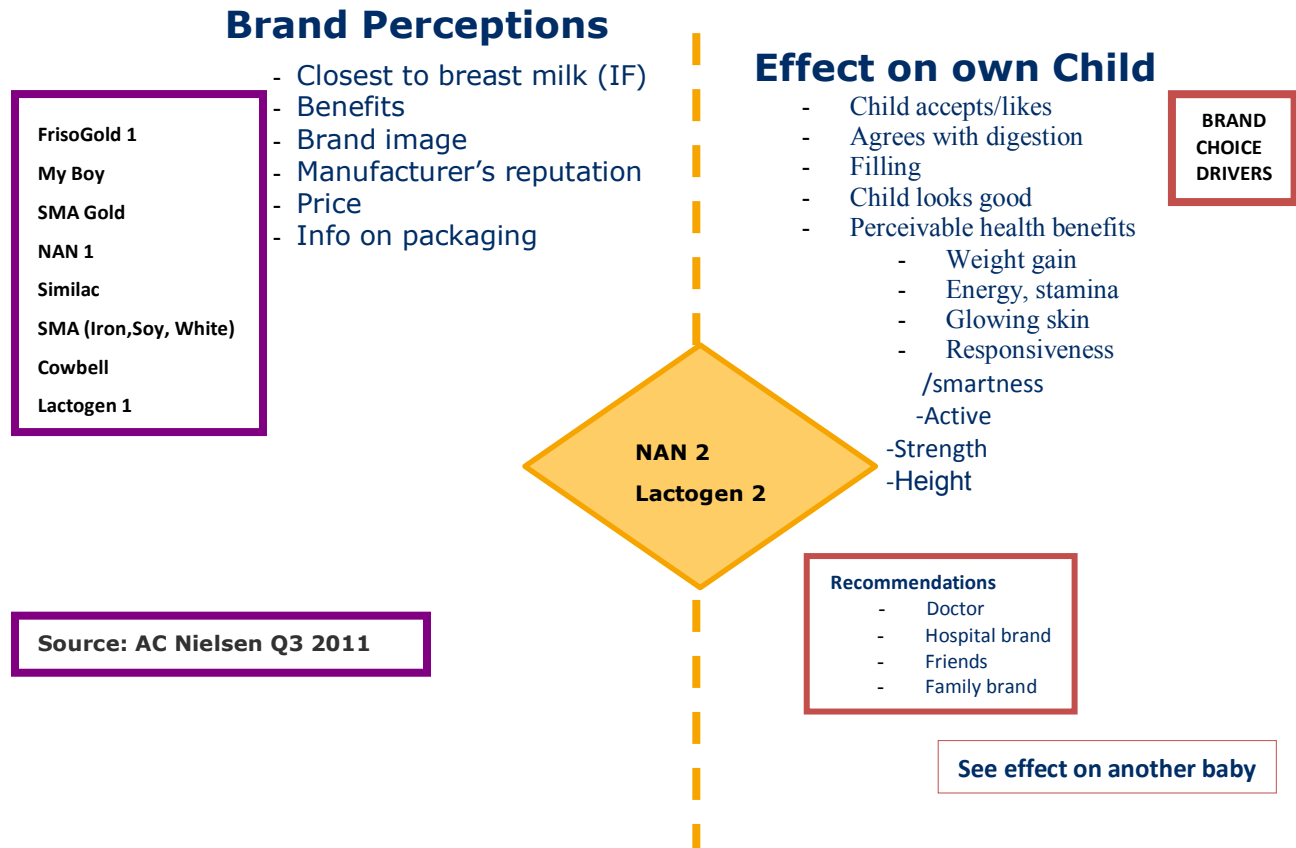 Brand Perceptions
- Closest to breast milk (IF)
- Benefits
- Brand image
- Manufacturer's reputation
- Price
- Info on packaging
FrisoGold 1
My Boy
SMA Gold
NAN 1
Similac
SMA (Iron,Soy, White)
Cowbell
Lactogen 1
Effect on own Child
- Child accepts/likes
- Agrees with digestion
- Filling
- Child looks good
- Perceivable health benefits
- Weight gain
- Energy, stamina
- Glowing skin
- Responsiveness
/smartness
-Active
-Strength
-Height
BRAND
CHOICE
DRIVERS
NAN 2
Lactogen 2
Recommendations
- Doctor
- Hospital brand
- Friends
- Family brand
Source: AC Nielsen Q3 2011
See effect on another baby